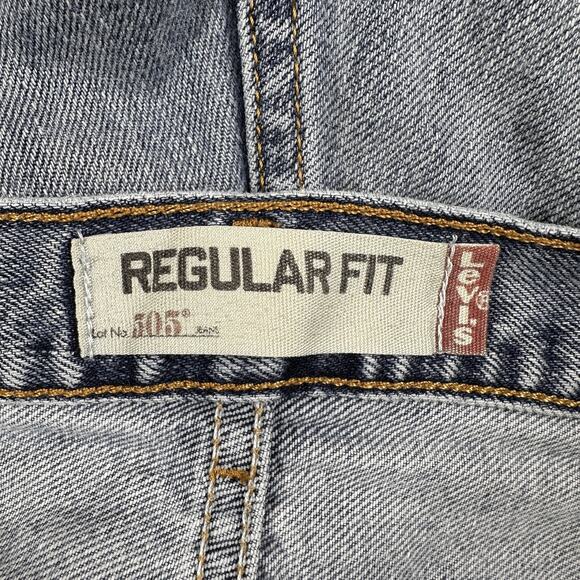 REGULAR FIT
Lot No. 505® JEANS
Levi's®